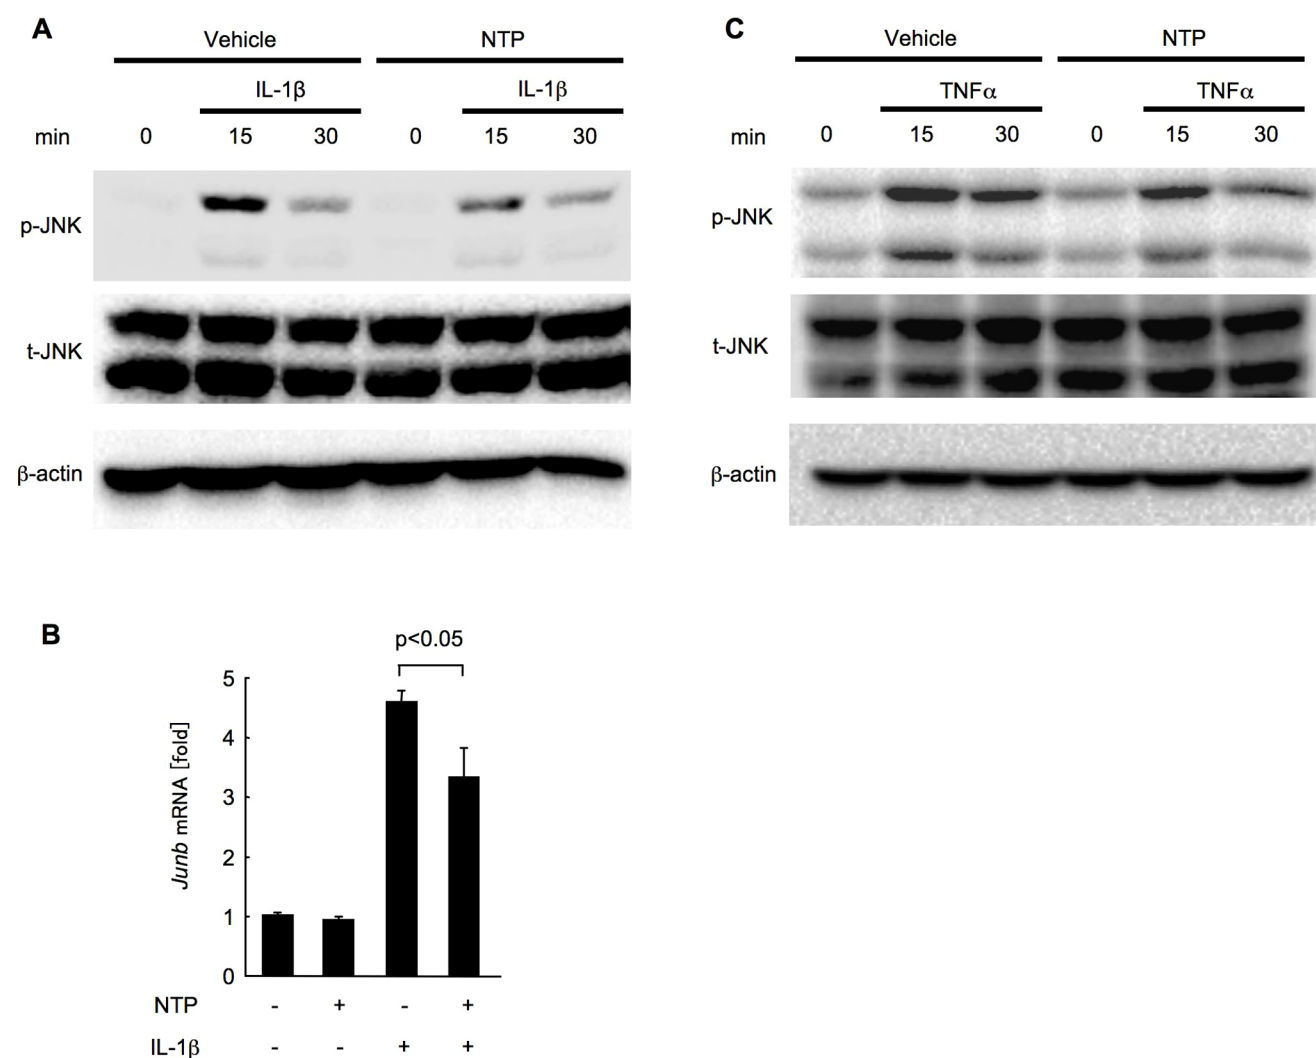 A
Vehicle NTP
IL-1β IL-1β
min 0 15 30 0 15 30
p-JNK
t-JNK
β-actin
C
Vehicle NTP
TNFα TNFα
min 0 15 30 0 15 30
p-JNK
t-JNK
β-actin
B
p<0.05
Junb mRNA [fold]
5
4
3
2
1
0
NTP - + - +
IL-1β - - + +